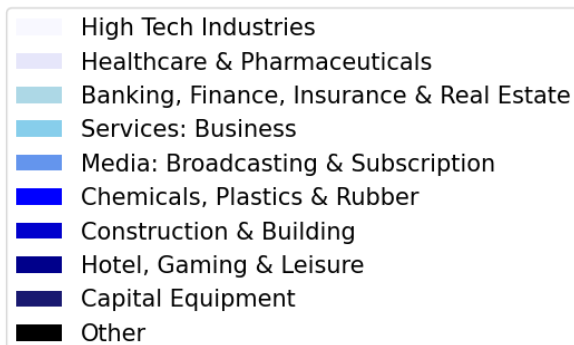 High Tech Industries
Healthcare & Pharmaceuticals
Banking, Finance, Insurance & Real Estate
Services: Business
Media: Broadcasting & Subscription
Chemicals, Plastics & Rubber
Construction & Building
Hotel, Gaming & Leisure
Capital Equipment
Other